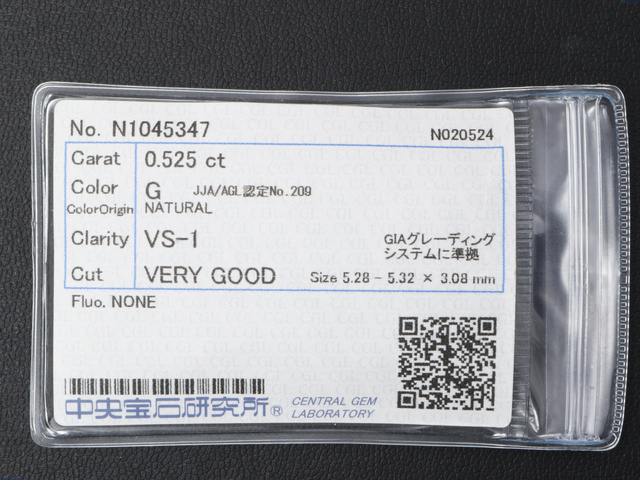 No. N1045347
N020524
Carat 0.525 ct
Color G JJA/AGL認定No.209
ColorOrigin NATURAL
Clarity VS-1
GIAグレーディング
システムに準拠
Cut VERY GOOD Size 5.28 - 5.32 × 3.08 mm
Fluo. NONE
中央宝石研究所® CENTRAL GEM
LABORATORY